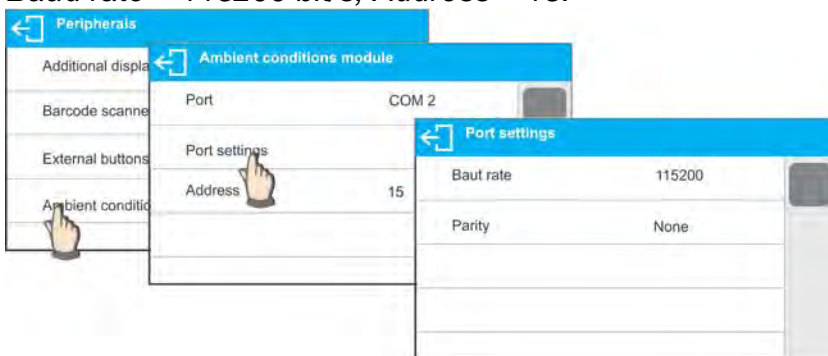 Baud rate – 115200 bit/s, Address – 15.
Peripherals
Additional displa
Barcode scanne
External buttons
Ambient conditio
Ambient conditions module
Port COM 2
Port settings
Address 15
Port settings
Baut rate 115200
Parity None